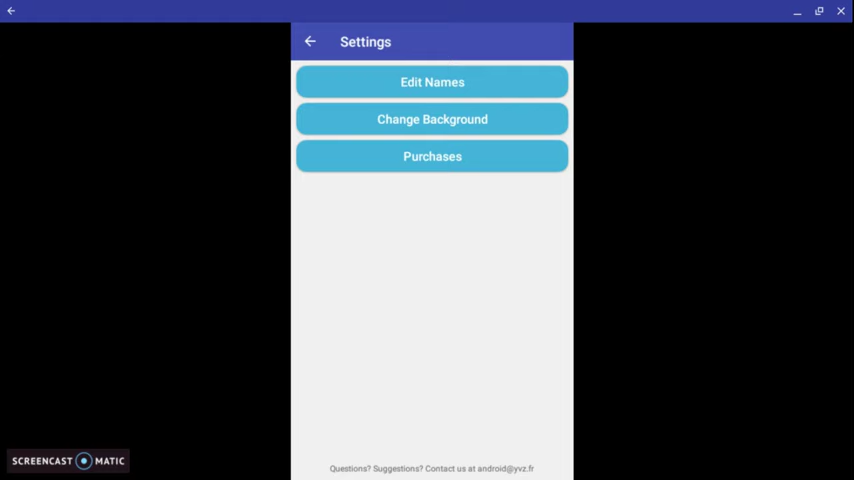 Settings
Edit Names
Change Background
Purchases
Questions? Suggestions? Contact us at android@yvz.fr
SCREENCAST MATIC